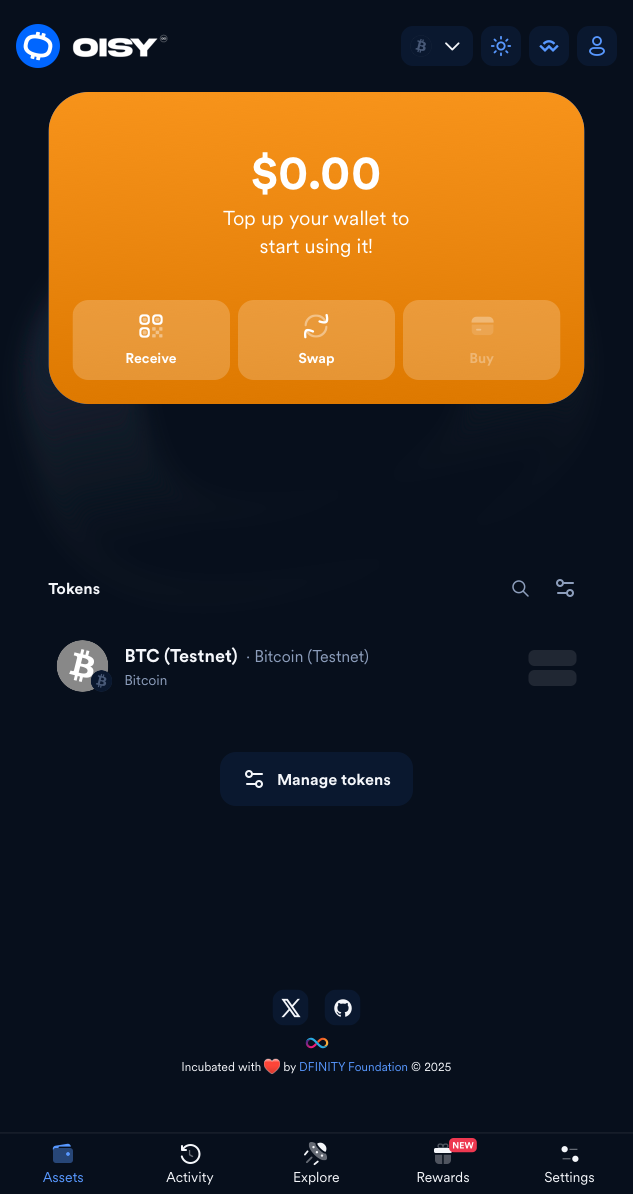 OISY
$0.00
Top up your wallet to
start using it!
Receive
Swap
Buy
Tokens
BTC (Testnet) · Bitcoin (Testnet)
Bitcoin
Manage tokens
Incubated with ❤️ by DFINITY Foundation © 2025
NEW
Assets
Activity
Explore
Rewards
Settings